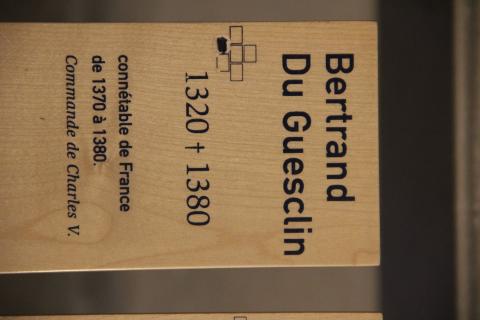 Bertrand
Du Guesclin
1320 † 1380
connétable de France
de 1370 à 1380.
Commande de Charles V.